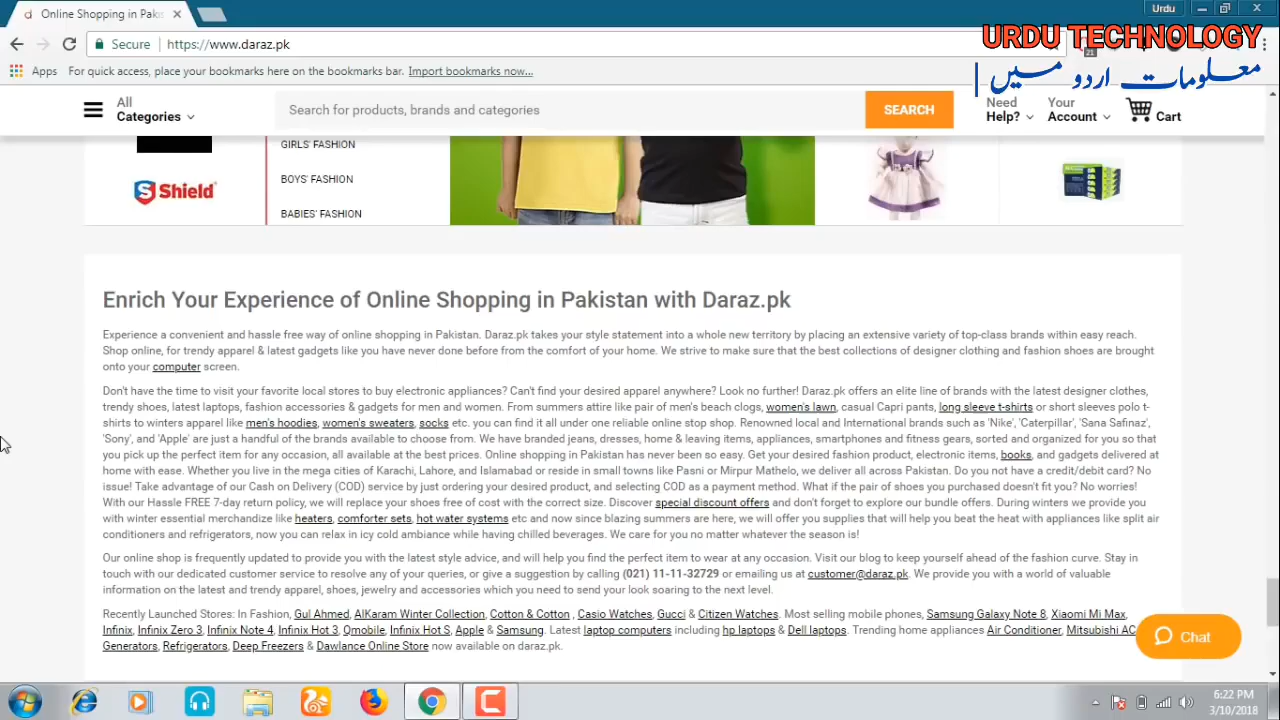 Online Shopping in Pak
Urdu
Secure
https://www.daraz.pk
URDU TECHNOLOGY
21
Apps
For quick access, place your bookmarks here on the bookmarks bar. Import bookmarks now...
معلومات اردو میں |
All
Categories
Search for products, brands and categories
SEARCH
Need
Help?
Your
Account
Cart
GIRLS' FASHION
Shield
BOYS' FASHION
BABIES' FASHION
Enrich Your Experience of Online Shopping in Pakistan with Daraz.pk
Experience a convenient and hassle free way of online shopping in Pakistan. Daraz.pk takes your style statement into a whole new territory by placing an extensive variety of top-class brands within easy reach.
Shop online, for trendy apparel & latest gadgets like you have never done before from the comfort of your home. We strive to make sure that the best collections of designer clothing and fashion shoes are brought
onto your computer screen.
Don't have the time to visit your favorite local stores to buy electronic appliances? Can't find your desired apparel anywhere? Look no further! Daraz.pk offers an elite line of brands with the latest designer clothes,
trendy shoes, latest laptops, fashion accessories & gadgets for men and women. From summers attire like pair of men's beach clogs, women's lawn, casual Capri pants, long sleeve t-shirts or short sleeves polo t-
shirts to winters apparel like men's hoodies, women's sweaters, socks etc. you can find it all under one reliable online stop shop. Renowned local and International brands such as 'Nike', 'Caterpillar', 'Sana Safinaz',
'Sony', and 'Apple' are just a handful of the brands available to choose from. We have branded jeans, dresses, home & leaving items, appliances, smartphones and fitness gears, sorted and organized for you so that
you pick up the perfect item for any occasion, all available at the best prices. Online shopping in Pakistan has never been so easy. Get your desired fashion product, electronic items, books, and gadgets delivered at
home with ease. Whether you live in the mega cities of Karachi, Lahore, and Islamabad or reside in small towns like Pasni or Mirpur Mathelo, we deliver all across Pakistan. Do you not have a credit/debit card? No
issue! Take advantage of our Cash on Delivery (COD) service by just ordering your desired product, and selecting COD as a payment method. What if the pair of shoes you purchased doesn't fit you? No worries!
With our Hassle FREE 7-day return policy, we will replace your shoes free of cost with the correct size. Discover special discount offers and don't forget to explore our bundle offers. During winters we provide you
with winter essential merchandize like heaters, comforter sets, hot water systems etc and now since blazing summers are here, we will offer you supplies that will help you beat the heat with appliances like split air
conditioners and refrigerators, now you can relax in icy cold ambiance while having chilled beverages. We care for you no matter whatever the season is!
Our online shop is frequently updated to provide you with the latest style advice, and will help you find the perfect item to wear at any occasion. Visit our blog to keep yourself ahead of the fashion curve. Stay in
touch with our dedicated customer service to resolve any of your queries, or give a suggestion by calling (021) 11-11-32729 or emailing us at customer@daraz.pk. We provide you with a world of valuable
information on the latest and trendy apparel, shoes, jewelry and accessories which you need to send your look soaring to the next level.
Recently Launched Stores: In Fashion, Gul Ahmed, AlKaram Winter Collection, Cotton & Cotton , Casio Watches, Gucci & Citizen Watches. Most selling mobile phones, Samsung Galaxy Note 8, Xiaomi Mi Max,
Infinix, Infinix Zero 3, Infinix Note 4, Infinix Hot 3, Qmobile, Infinix Hot S, Apple & Samsung. Latest laptop computers including hp laptops & Dell laptops. Trending home appliances Air Conditioner, Mitsubishi AC
Generators, Refrigerators, Deep Freezers & Dawlance Online Store now available on daraz.pk.
Chat
6:22 PM
3/10/2018